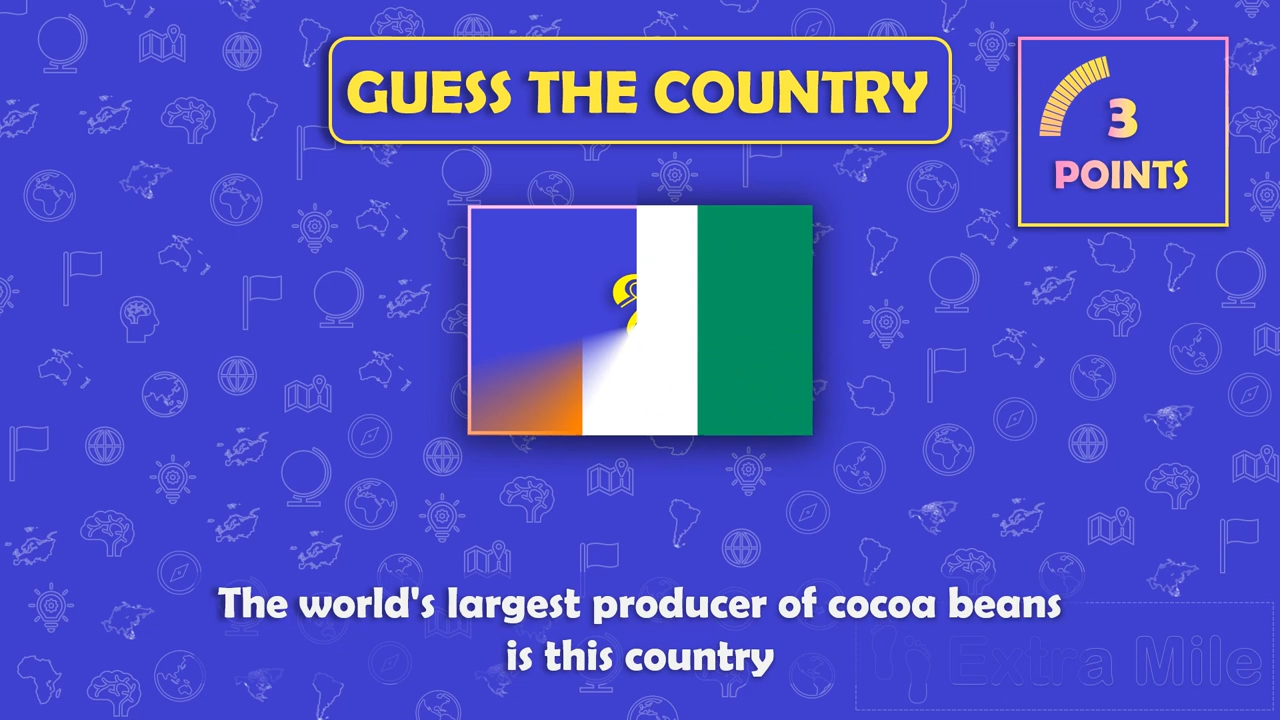 GUESS THE COUNTRY
3
POINTS
?
The world's largest producer of cocoa beans
is this country
Extra Mile